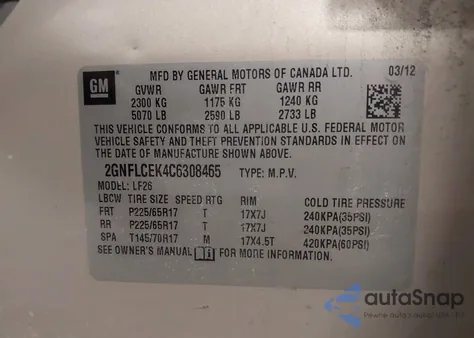 GM
MFD BY GENERAL MOTORS OF CANADA LTD. 03/12
GVWR GAWR FRT GAWR RR
2300 KG 1175 KG 1240 KG
5070 LB 2590 LB 2733 LB
THIS VEHICLE CONFORMS TO ALL APPLICABLE U.S. FEDERAL MOTOR
VEHICLE SAFETY AND THEFT PREVENTION STANDARDS IN EFFECT ON
THE DATE OF MANUFACTURE SHOWN ABOVE.
2GNFLCEK4C6308465 TYPE: M.P.V.
MODEL: LF26
LBCW TIRE SIZE SPEED RTG RIM COLD TIRE PRESSURE
FRT P225/65R17 T 17X7J 240KPA(35PSI)
RR P225/65R17 T 17X7J 240KPA(35PSI)
SPA T145/70R17 M 17X4.5T 420KPA(60PSI)
SEE OWNER'S MANUAL FOR MORE INFORMATION.
autoSnap